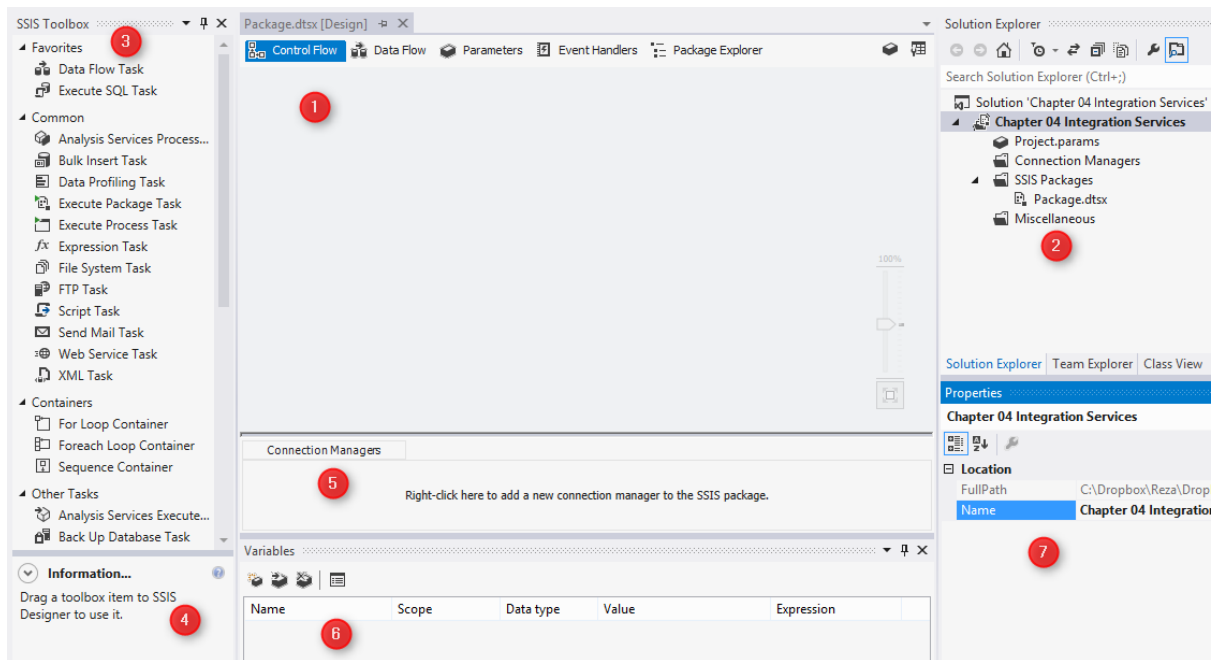 SSIS Toolbox
3
Favorites
Data Flow Task
Execute SQL Task
Common
Analysis Services Process...
Bulk Insert Task
Data Profiling Task
Execute Package Task
Execute Process Task
fx Expression Task
File System Task
FTP Task
Script Task
Send Mail Task
Web Service Task
XML Task
Containers
For Loop Container
Foreach Loop Container
Sequence Container
Other Tasks
Analysis Services Execute...
Back Up Database Task
Information...
Drag a toolbox item to SSIS
Designer to use it.
4
Package.dtsx [Design]
Control Flow Data Flow Parameters Event Handlers Package Explorer
1
100%
Connection Managers
5
Right-click here to add a new connection manager to the SSIS package.
Variables
Name Scope Data type Value Expression
6
Solution Explorer
Search Solution Explorer (Ctrl+;)
Solution 'Chapter 04 Integration Services'
Chapter 04 Integration Services
Project.params
Connection Managers
SSIS Packages
Package.dtsx
Miscellaneous
2
Solution Explorer Team Explorer Class View
Properties
Chapter 04 Integration Services
Location
FullPath C:\Dropbox\Reza\Drop
Name Chapter 04 Integratio
7